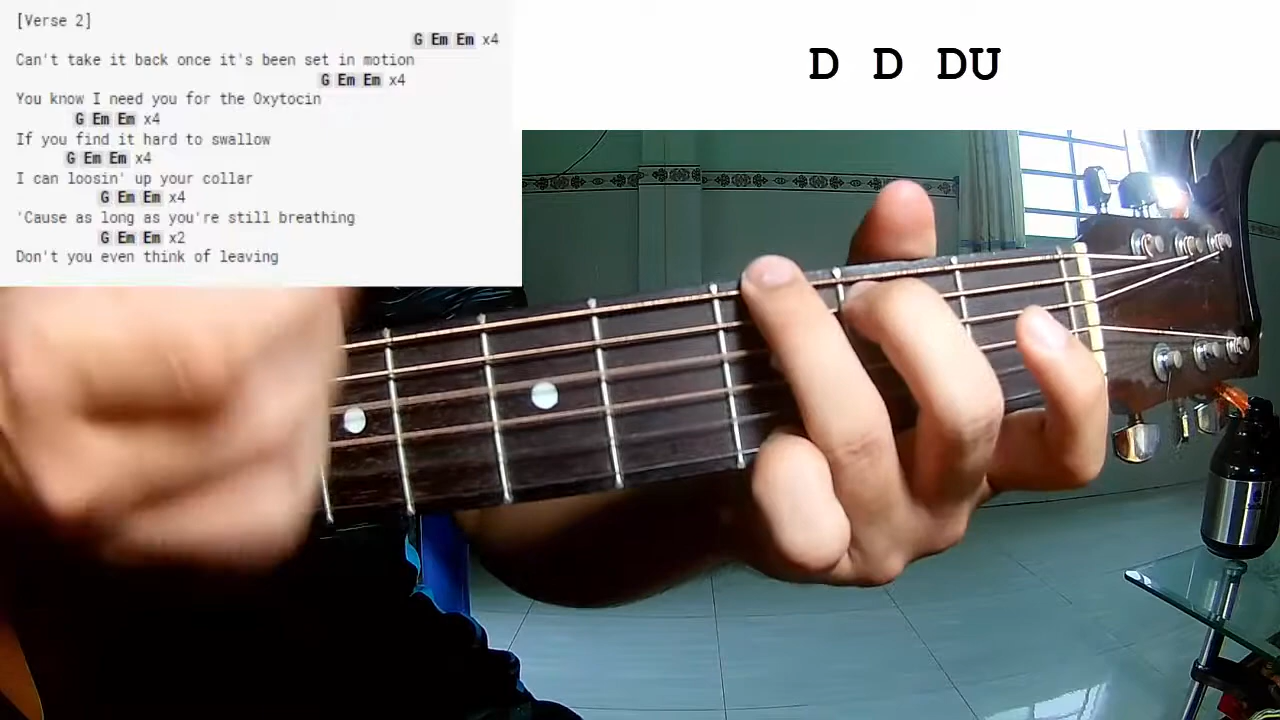 [Verse 2]
G Em Em x4
Can't take it back once it's been set in motion
G Em Em x4
You know I need you for the Oxytocin
G Em Em x4
If you find it hard to swallow
G Em Em x4
I can loosin' up your collar
G Em Em x4
'Cause as long as you're still breathing
G Em Em x2
Don't you even think of leaving
D D DU